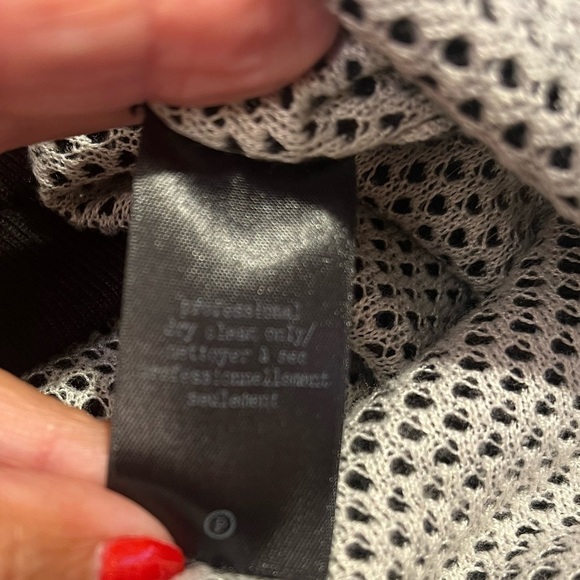 professional
dry clean only/
nettoyer à sec
professionnellement
seulement
P